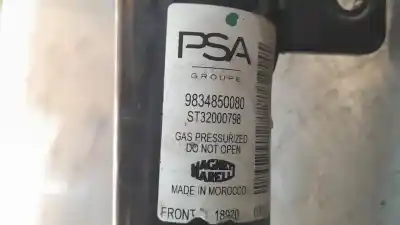 PSA
GROUPE
9834850080
ST32000798
GAS PRESSURIZED
DO NOT OPEN
MAGNETI
MARELLI
MADE IN MOROCCO
FRONT
18920